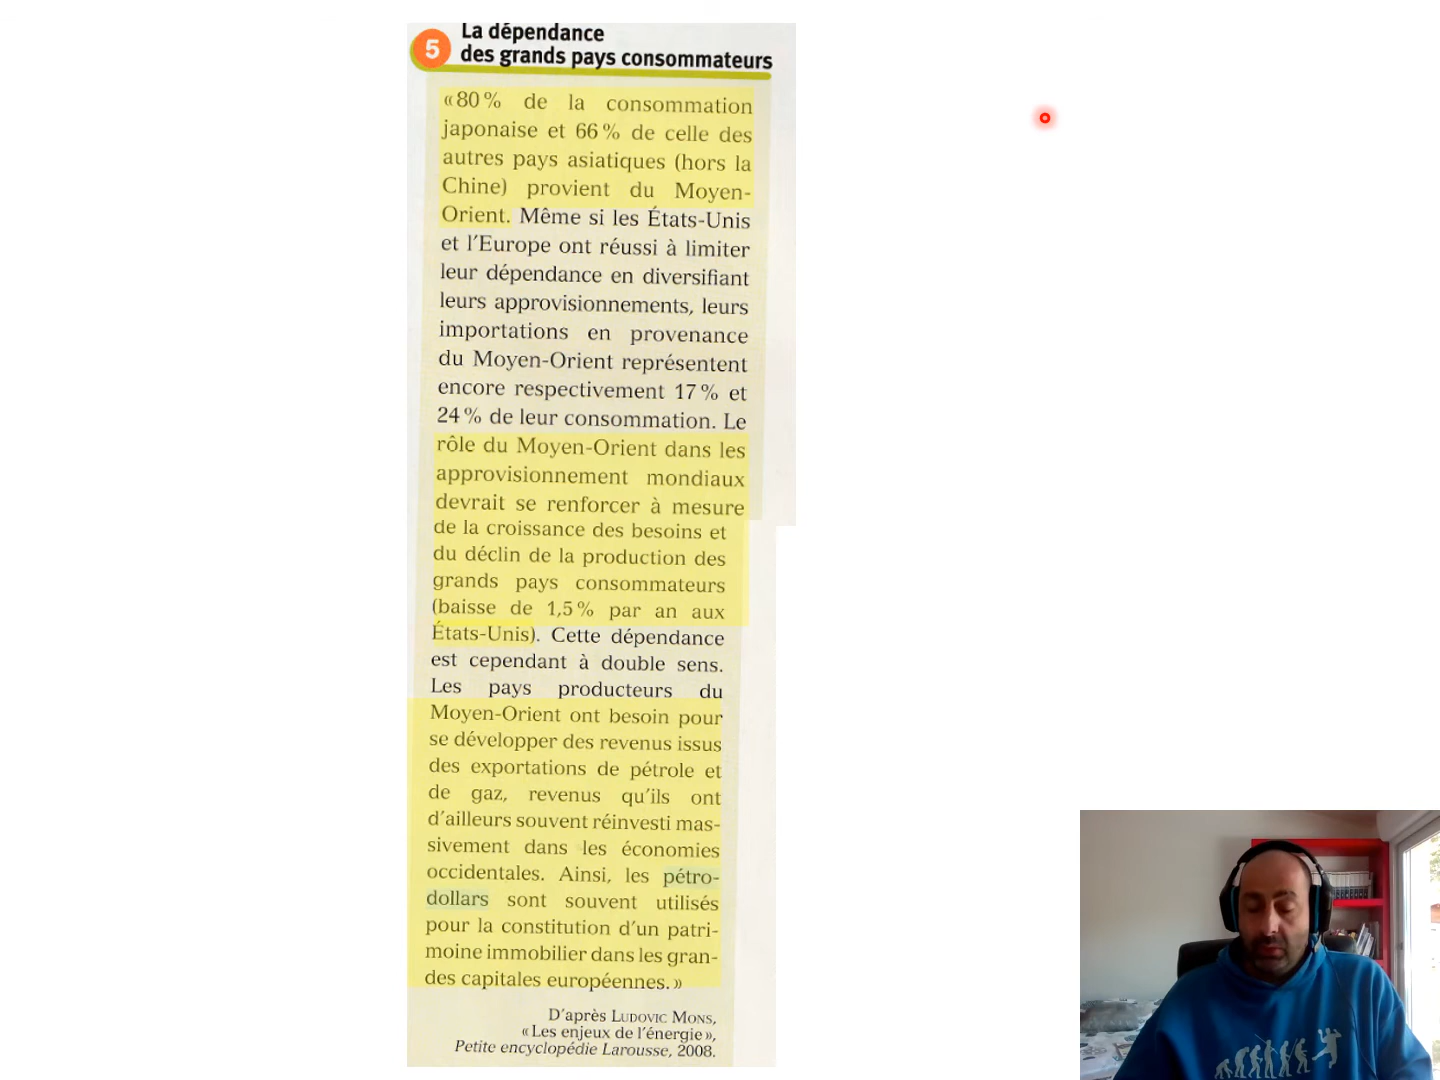 5
La dépendance
des grands pays consommateurs
«80 % de la consommation
japonaise et 66 % de celle des
autres pays asiatiques (hors la
Chine) provient du Moyen-
Orient. Même si les États-Unis
et l'Europe ont réussi à limiter
leur dépendance en diversifiant
leurs approvisionnements, leurs
importations en provenance
du Moyen-Orient représentent
encore respectivement 17 % et
24 % de leur consommation. Le
rôle du Moyen-Orient dans les
approvisionnement mondiaux
devrait se renforcer à mesure
de la croissance des besoins et
du déclin de la production des
grands pays consommateurs
(baisse de 1,5 % par an aux
États-Unis). Cette dépendance
est cependant à double sens.
Les pays producteurs du
Moyen-Orient ont besoin pour
se développer des revenus issus
des exportations de pétrole et
de gaz, revenus qu'ils ont
d'ailleurs souvent réinvesti mas-
sivement dans les économies
occidentales. Ainsi, les pétro-
dollars sont souvent utilisés
pour la constitution d'un patri-
moine immobilier dans les gran-
des capitales européennes.»
D'après LUDOVIC MONS,
«Les enjeux de l'énergie»,
Petite encyclopédie Larousse, 2008.